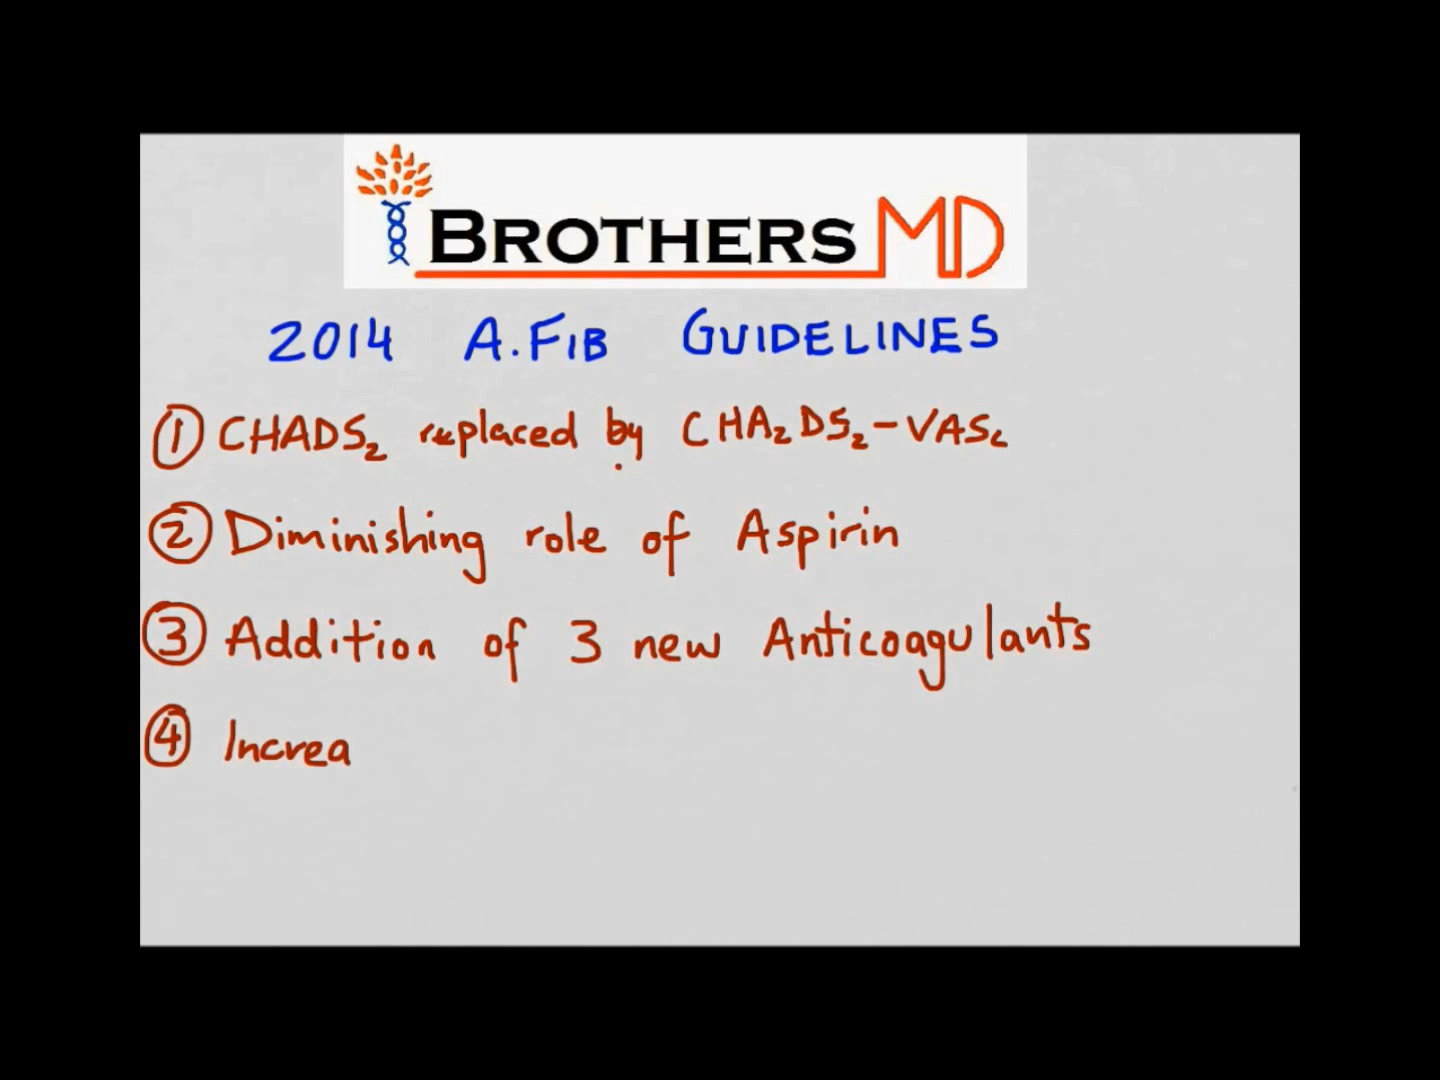 BROTHERS MD
2014 A.FIB GUIDELINES
① CHADS₂ replaced by CHA₂DS₂-VASc
② Diminishing role of Aspirin
③ Addition of 3 new Anticoagulants
④ Increa